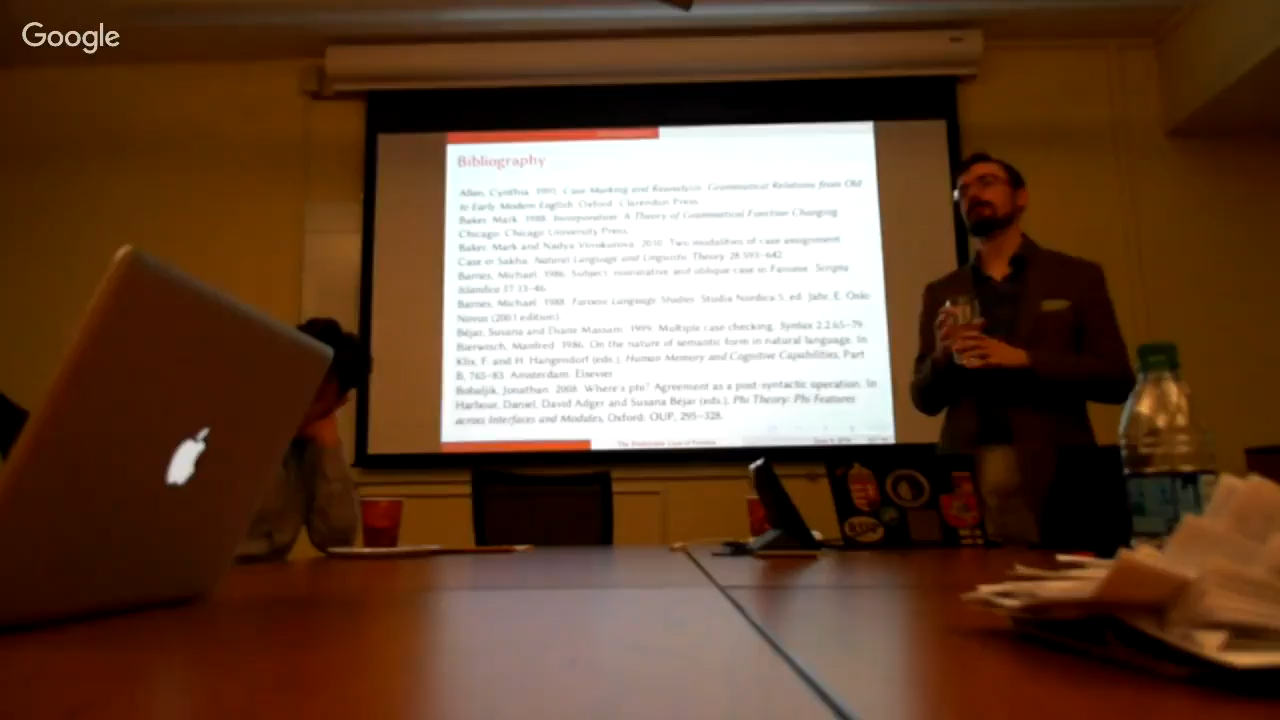 Google
Bibliography
Allen, Cynthia. 1995. Case Marking and Reanalysis: Grammatical Relations from Old
to Early Modern English. Oxford: Clarendon Press.
Baker, Mark. 1988. Incorporation: A Theory of Grammatical Function Changing.
Chicago: Chicago University Press.
Baker, Mark and Nadya Vinokurova. 2010. Two modalities of case assignment
Case in Sakha. Natural Language and Linguistic Theory 28:593–642.
Barnes, Michael. 1986. Subject, nominative and oblique case in Faroese. Scripta
Islandica 37:13–46.
Barnes, Michael. 1988. Faroese Language Studies. Studia Nordica 5, ed. Jahr, E. Oslo:
Novus (2001 edition).
Béjar, Susana and Diane Massam. 1999. Multiple case checking. Syntax 2.2:65–79.
Bierwisch, Manfred. 1986. On the nature of semantic form in natural language. In
Klix, F. and H. Hangendorf (eds.), Human Memory and Cognitive Capabilities, Part
B, 765–83. Amsterdam: Elsevier.
Bobaljik, Jonathan. 2008. Where's phi? Agreement as a post-syntactic operation. In
Harbour, Daniel, David Adger and Susana Béjar (eds.), Phi Theory: Phi Features
across Interfaces and Modules, Oxford: OUP, 295–328.